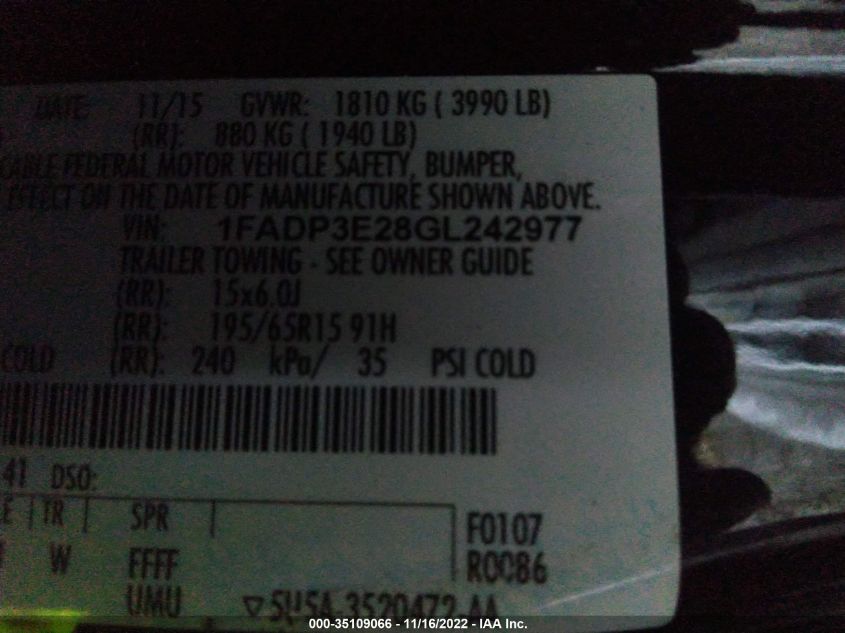 DATE: 11/15 GVWR: 1810 KG ( 3990 LB)
(RR): 880 KG ( 1940 LB)
CABLE FEDERAL MOTOR VEHICLE SAFETY, BUMPER,
EFFECT ON THE DATE OF MANUFACTURE SHOWN ABOVE.
VIN: 1FADP3E28GL242977
TRAILER TOWING - SEE OWNER GUIDE
(RR): 15x6.0J
(RR): 195/65R15 91H
COLD (RR): 240 kPa/ 35 PSI COLD
41 DSO:
E TR SPR
F0107
W FFFF
R0086
UMU ▽5U5A-3520472-AA
000-35109066 - 11/16/2022 - IAA Inc.